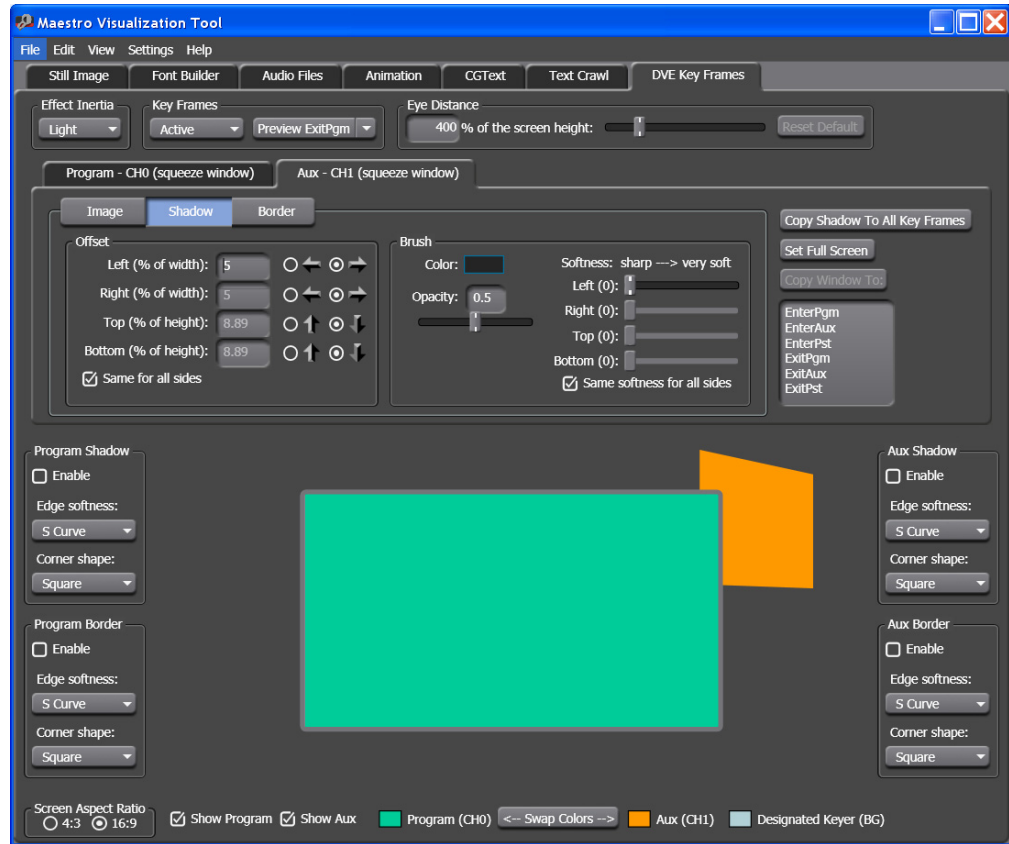 Maestro Visualization Tool
File Edit View Settings Help
Still Image Font Builder Audio Files Animation CGText Text Crawl DVE Key Frames
Effect Inertia Key Frames Eye Distance
Light Active Preview ExitPgm 400 % of the screen height: Reset Default
Program - CH0 (squeeze window) Aux - CH1 (squeeze window)
Image Shadow Border
Copy Shadow To All Key Frames
Set Full Screen
Copy Window To:
EnterPgm
EnterAux
EnterPst
ExitPgm
ExitAux
ExitPst
Offset
Left (% of width): 5
Right (% of width): 5
Top (% of height): 8.89
Bottom (% of height): 8.89
Same for all sides
Brush
Color:
Opacity: 0.5
Softness: sharp ---> very soft
Left (0):
Right (0):
Top (0):
Bottom (0):
Same softness for all sides
Program Shadow
Enable
Edge softness:
S Curve
Corner shape:
Square
Program Border
Enable
Edge softness:
S Curve
Corner shape:
Square
Aux Shadow
Enable
Edge softness:
S Curve
Corner shape:
Square
Aux Border
Enable
Edge softness:
S Curve
Corner shape:
Square
Screen Aspect Ratio
4:3 16:9 Show Program Show Aux Program (CH0) <-- Swap Colors --> Aux (CH1) Designated Keyer (BG)